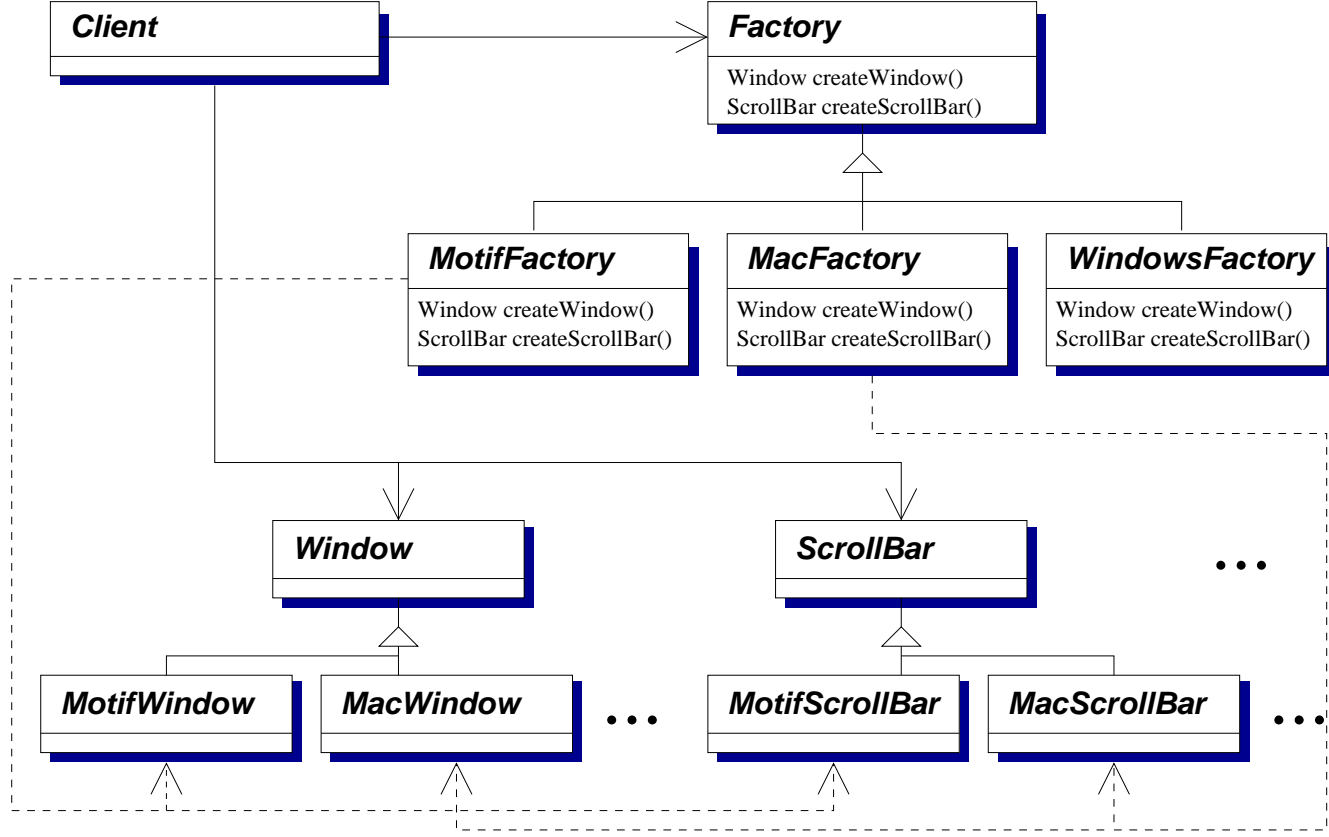 Client
Factory
Window createWindow()
ScrollBar createScrollBar()
MotifFactory
Window createWindow()
ScrollBar createScrollBar()
MacFactory
Window createWindow()
ScrollBar createScrollBar()
WindowsFactory
Window createWindow()
ScrollBar createScrollBar()
Window
ScrollBar
...
MotifWindow
MacWindow
...
MotifScrollBar
MacScrollBar
...